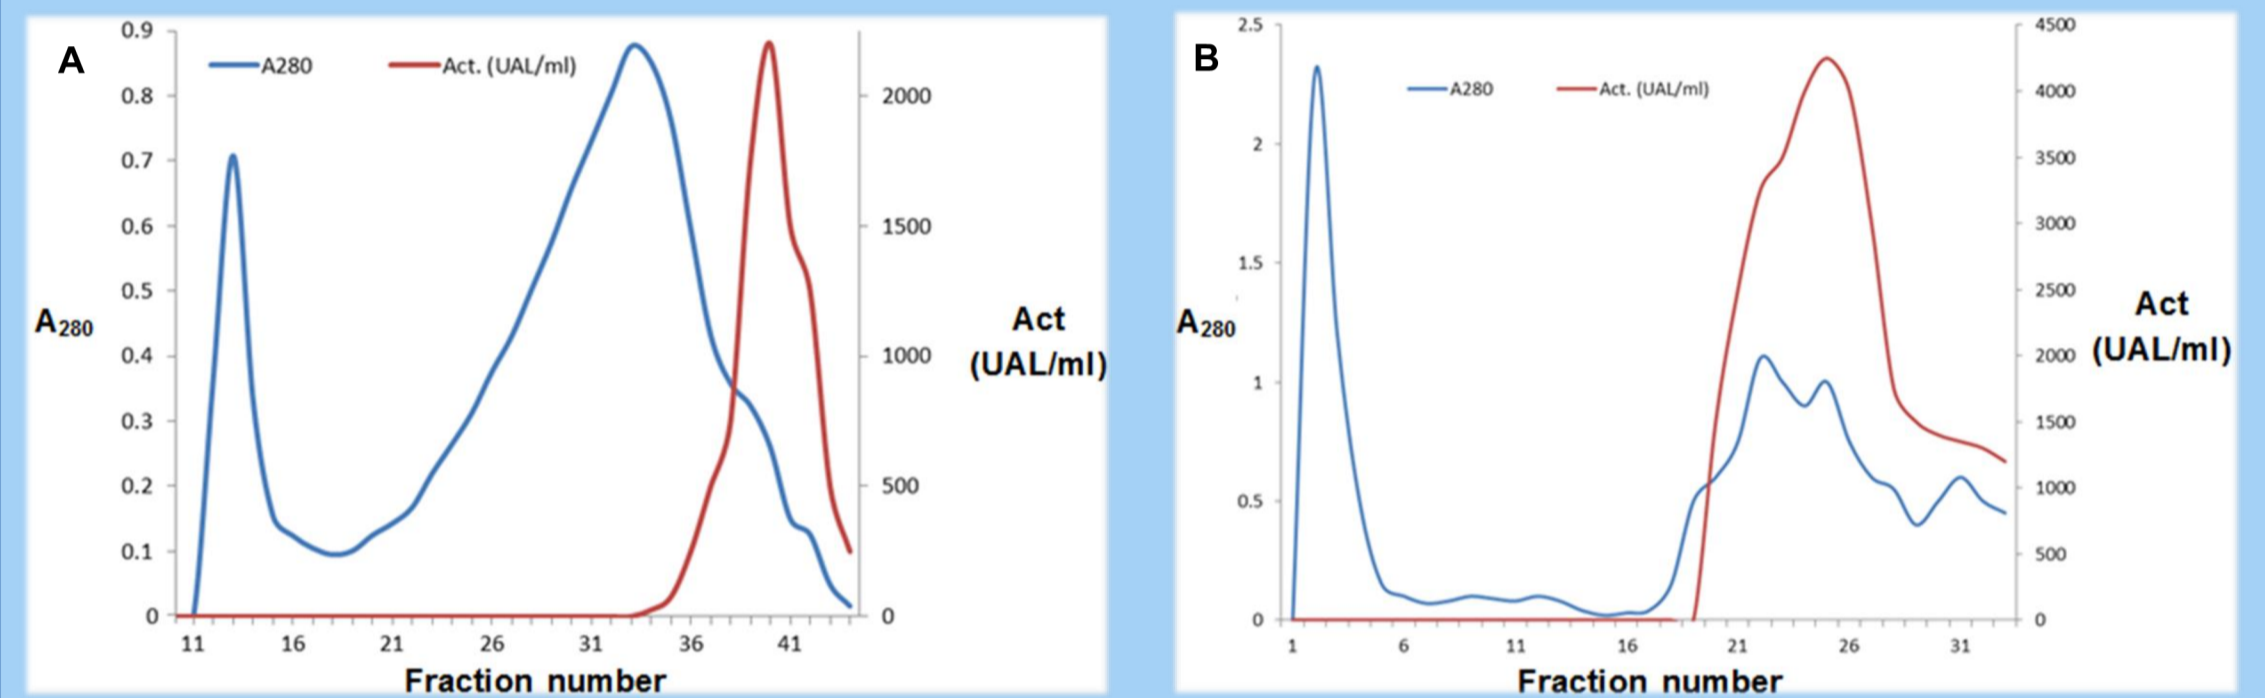 A
A280 Act. (UAL/ml)
0.9
0.8
0.7
0.6
0.5
0.4
0.3
0.2
0.1
0
A280
2000
1500
1000
500
0
Act
(UAL/ml)
11 16 21 26 31 36 41
Fraction number
B
A280 Act. (UAL/ml)
2.5
2
1.5
1
0.5
0
A280
4500
4000
3500
3000
2500
2000
1500
1000
500
0
Act
(UAL/ml)
1 6 11 16 21 26 31
Fraction number